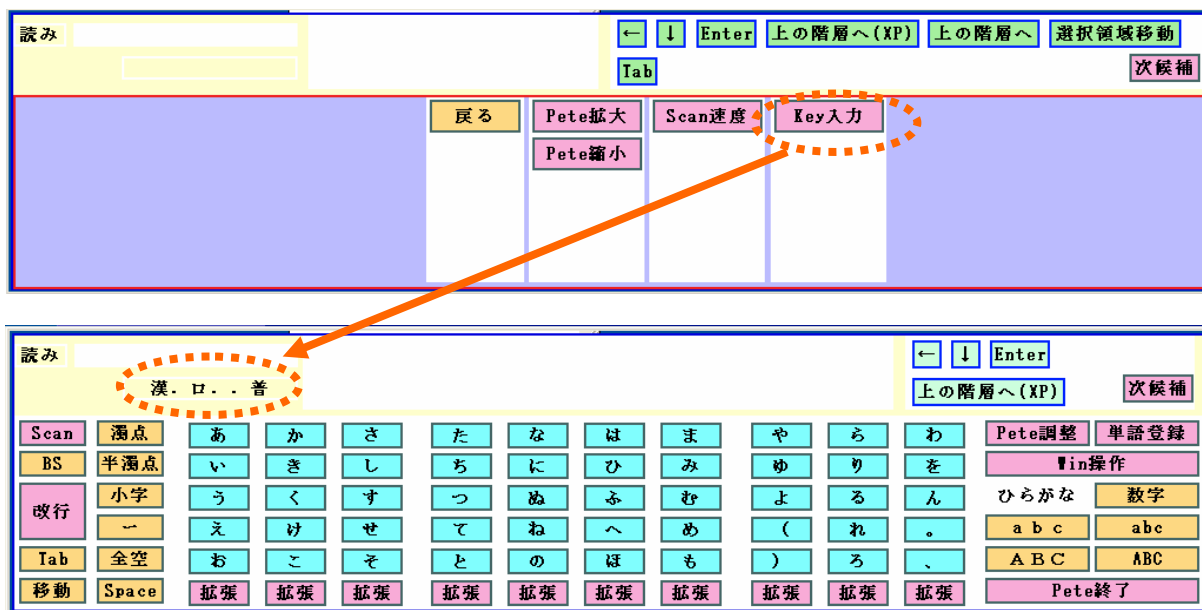 読み ← ↓ Enter 上の階層へ(XP) 上の階層へ 選択領域移動
Tab 次候補
戻る Pete拡大 Scan速度 Key入力
Pete縮小
読み ← ↓ Enter
漢．ロ．．普 上の階層へ(XP) 次候補
Scan 濁点 あ か さ た な は ま や ら わ Pete調整 単語登録
BS 半濁点 い き し ち に ひ み ゆ り を Win操作
改行 小字 う く す つ ぬ ふ む よ る ん ひらがな 数字
ー え け せ て ね へ め ( れ 。 ａｂｃ abc
Tab 全空 お こ そ と の ほ も ) ろ 、 ＡＢＣ ABC
移動 Space 拡張 拡張 拡張 拡張 拡張 拡張 拡張 拡張 拡張 拡張 Pete終了